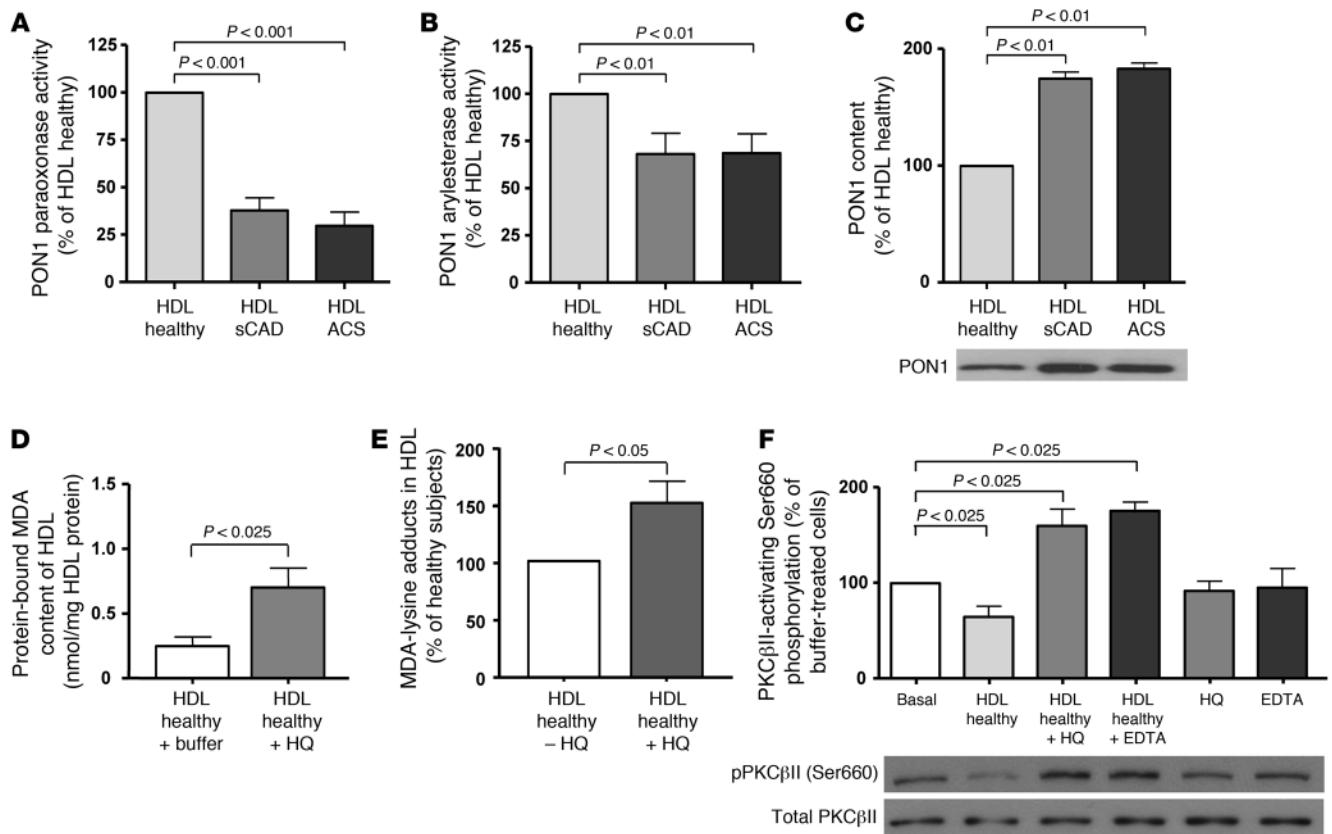 A
PON1 paraoxonase activity
(% of HDL healthy)
125
100
75
50
25
0
P < 0.001
P < 0.001
HDL
healthy
HDL
sCAD
HDL
ACS
B
PON1 arylesterase activity
(% of HDL healthy)
125
100
75
50
25
0
P < 0.01
P < 0.01
HDL
healthy
HDL
sCAD
HDL
ACS
C
PON1 content
(% of HDL healthy)
200
100
0
P < 0.01
P < 0.01
HDL
healthy
HDL
sCAD
HDL
ACS
PON1
D
Protein-bound MDA
content of HDL
(nmol/mg HDL protein)
1.5
1.0
0.5
0
P < 0.025
HDL
healthy
+ buffer
HDL
healthy
+ HQ
E
MDA-lysine adducts in HDL
(% of healthy subjects)
200
150
100
50
0
P < 0.05
HDL
healthy
– HQ
HDL
healthy
+ HQ
F
PKCβII-activating Ser660
phosphorylation (% of
buffer-treated cells)
200
100
0
P < 0.025
P < 0.025
P < 0.025
Basal
HDL
healthy
HDL
healthy
+ HQ
HDL
healthy
+ EDTA
HQ
EDTA
pPKCβII (Ser660)
Total PKCβII